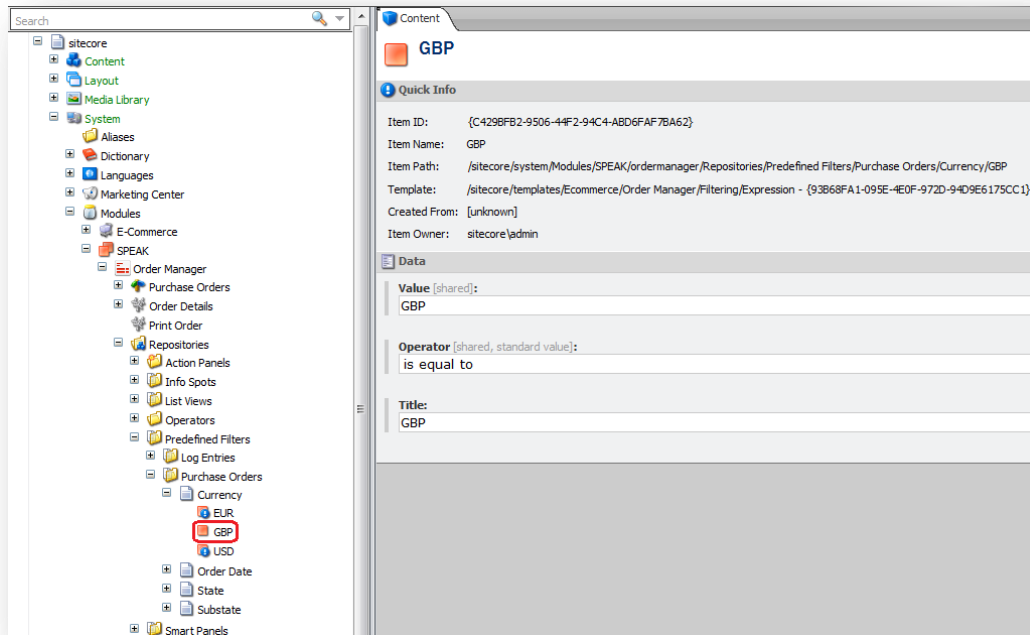 Search
sitecore
Content
Layout
Media Library
System
Aliases
Dictionary
Languages
Marketing Center
Modules
E-Commerce
SPEAK
Order Manager
Purchase Orders
Order Details
Print Order
Repositories
Action Panels
Info Spots
List Views
Operators
Predefined Filters
Log Entries
Purchase Orders
Currency
EUR
GBP
USD
Order Date
State
Substate
Smart Panels
Content
GBP
Quick Info
Item ID: {C429BFB2-9506-44F2-94C4-ABD6FAF7BA62}
Item Name: GBP
Item Path: /sitecore/system/Modules/SPEAK/ordermanager/Repositories/Predefined Filters/Purchase Orders/Currency/GBP
Template: /sitecore/templates/Ecommerce/Order Manager/Filtering/Expression - {93B68FA1-095E-4E0F-972D-94D9E6175CC1}
Created From: [unknown]
Item Owner: sitecore\admin
Data
Value [shared]:
GBP
Operator [shared, standard value]:
is equal to
Title:
GBP